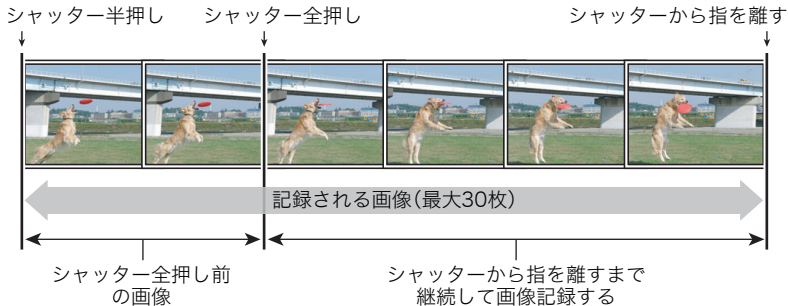 シャッター半押し
シャッター全押し
シャッターから指を離す
記録される画像(最大30枚)
シャッター全押し前
の画像
シャッターから指を離すまで
継続して画像記録する